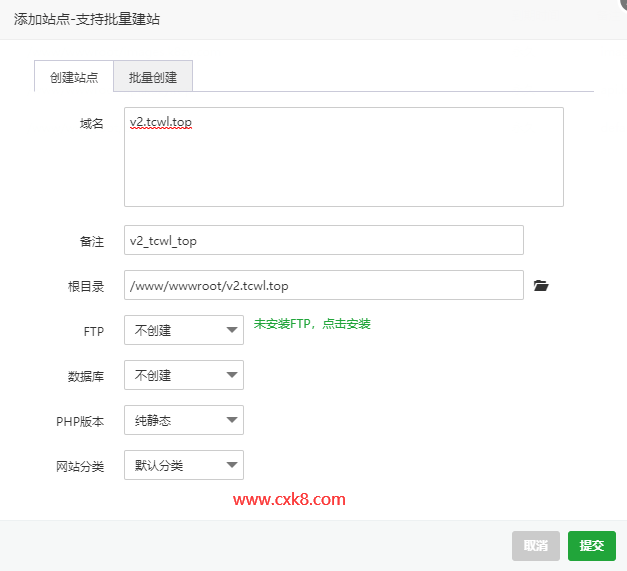 添加站点-支持批量建站
创建站点 批量创建
域名 v2.tcwl.top
备注 v2_tcwl_top
根目录 /www/wwwroot/v2.tcwl.top
FTP 不创建 未安装FTP，点击安装
数据库 不创建
PHP版本 纯静态
网站分类 默认分类
www.cxk8.com
取消 提交